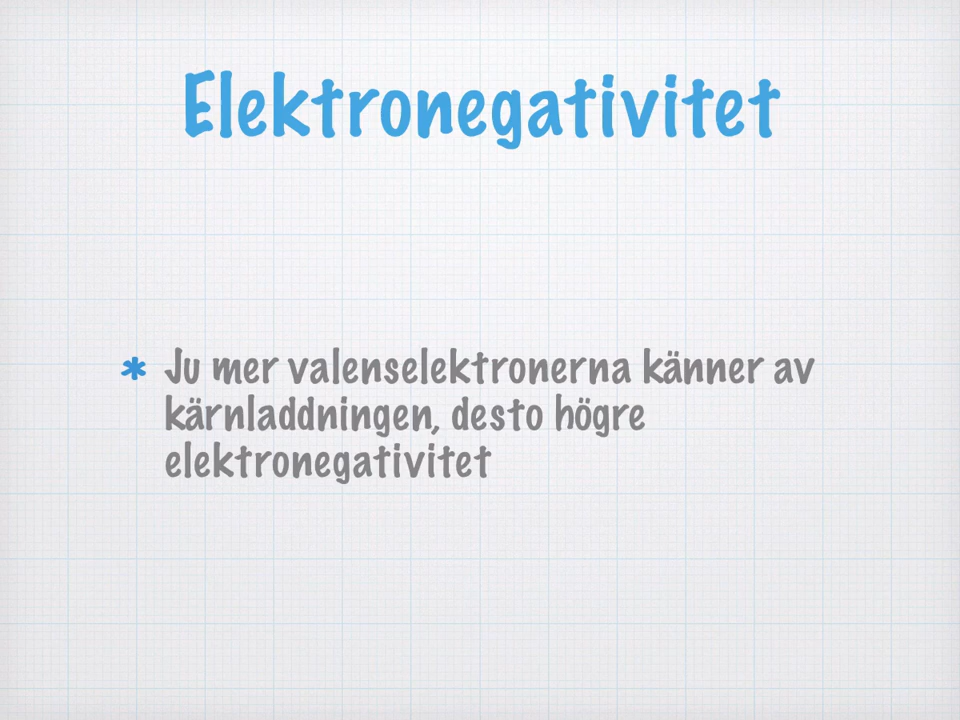 Elektronegativitet
* Ju mer valenselektronerna känner av
kärnladdningen, desto högre
elektronegativitet